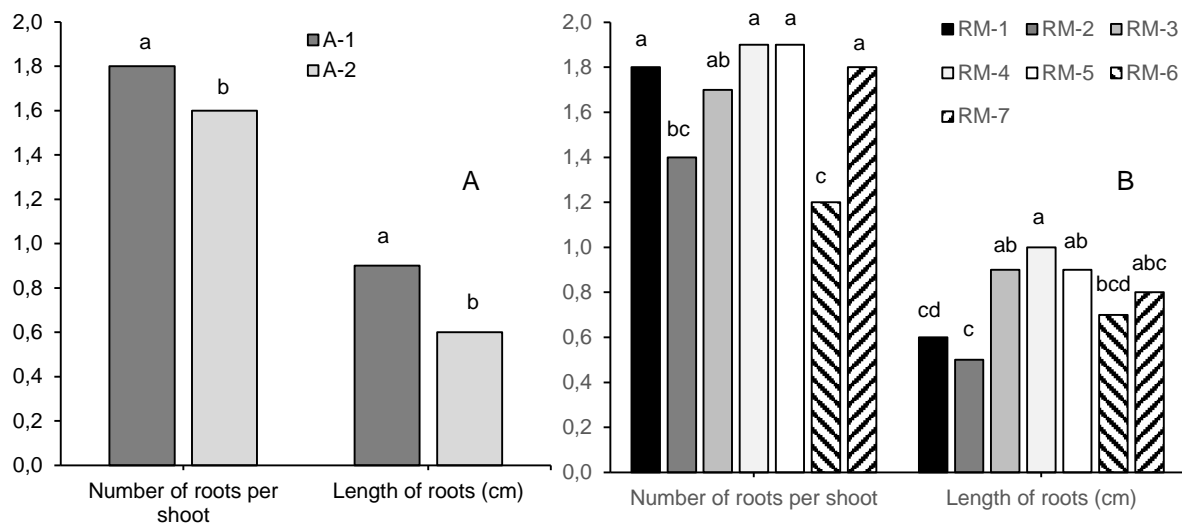 2,0
1,8
1,6
1,4
1,2
1,0
0,8
0,6
0,4
0,2
0,0
a
b
a
b
A-1
A-2
A
Number of roots per
shoot
Length of roots (cm)
2,0
1,8
1,6
1,4
1,2
1,0
0,8
0,6
0,4
0,2
0,0
a
bc
ab
a
a
c
a
cd
c
ab
a
ab
bcd
abc
RM-1 RM-2 RM-3
RM-4 RM-5 RM-6
RM-7
B
Number of roots per shoot
Length of roots (cm)